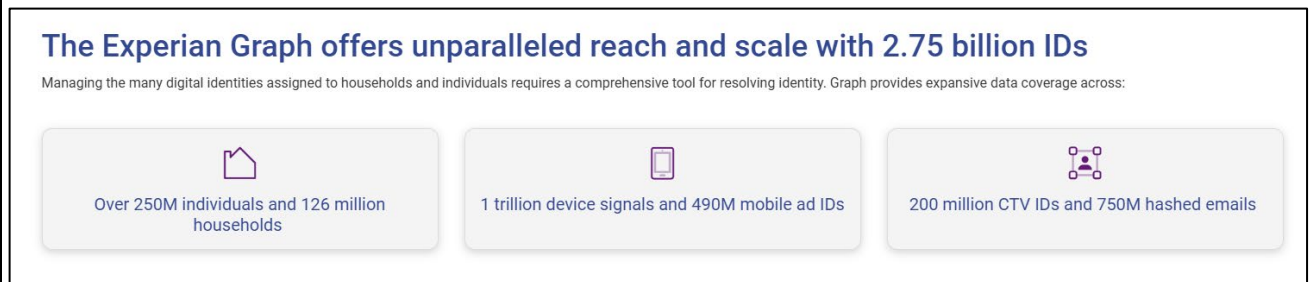 The Experian Graph offers unparalleled reach and scale with 2.75 billion IDs
Managing the many digital identities assigned to households and individuals requires a comprehensive tool for resolving identity. Graph provides expansive data coverage across:
Over 250M individuals and 126 million
households
1 trillion device signals and 490M mobile ad IDs
200 million CTV IDs and 750M hashed emails